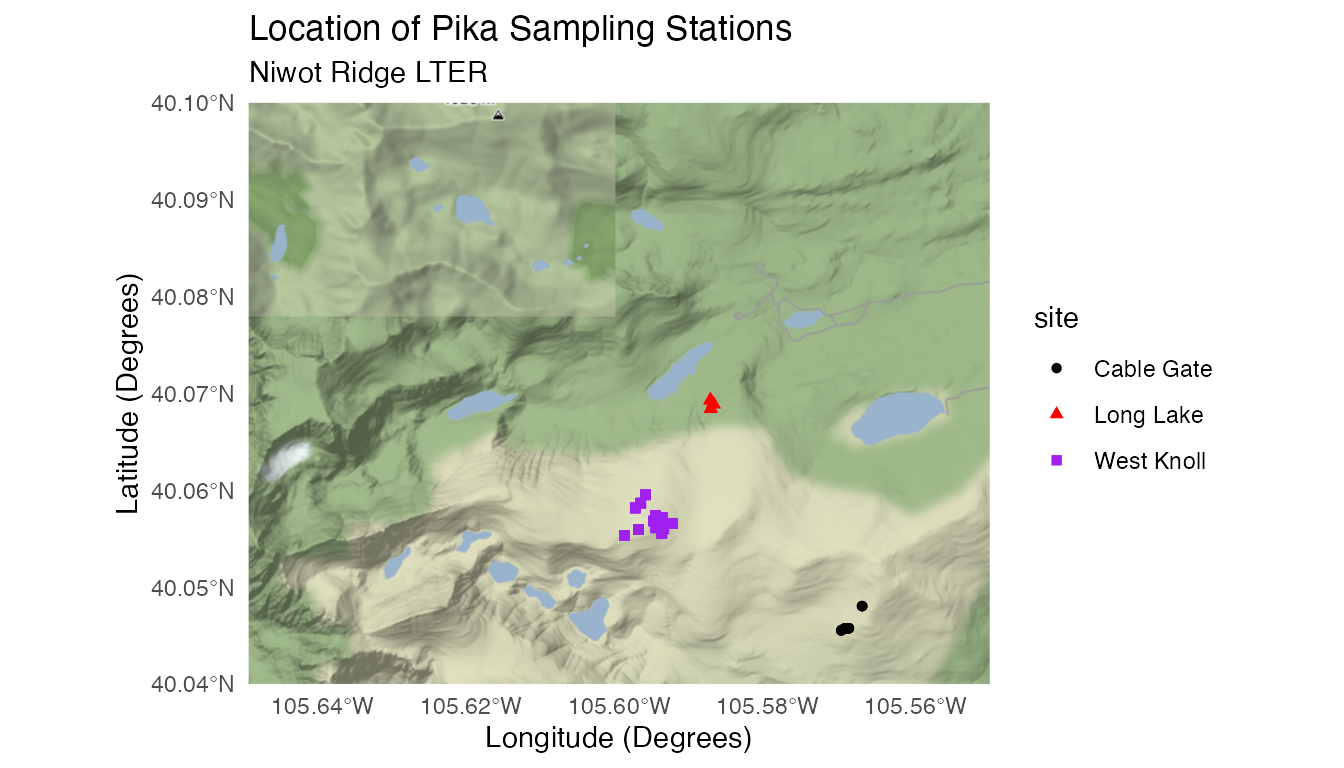 Location of Pika Sampling Stations
Niwot Ridge LTER
40.10°N
40.09°N
40.08°N
40.07°N
40.06°N
40.05°N
40.04°N
Latitude (Degrees)
105.64°W 105.62°W 105.60°W 105.58°W 105.56°W
Longitude (Degrees)
site
Cable Gate
Long Lake
West Knoll